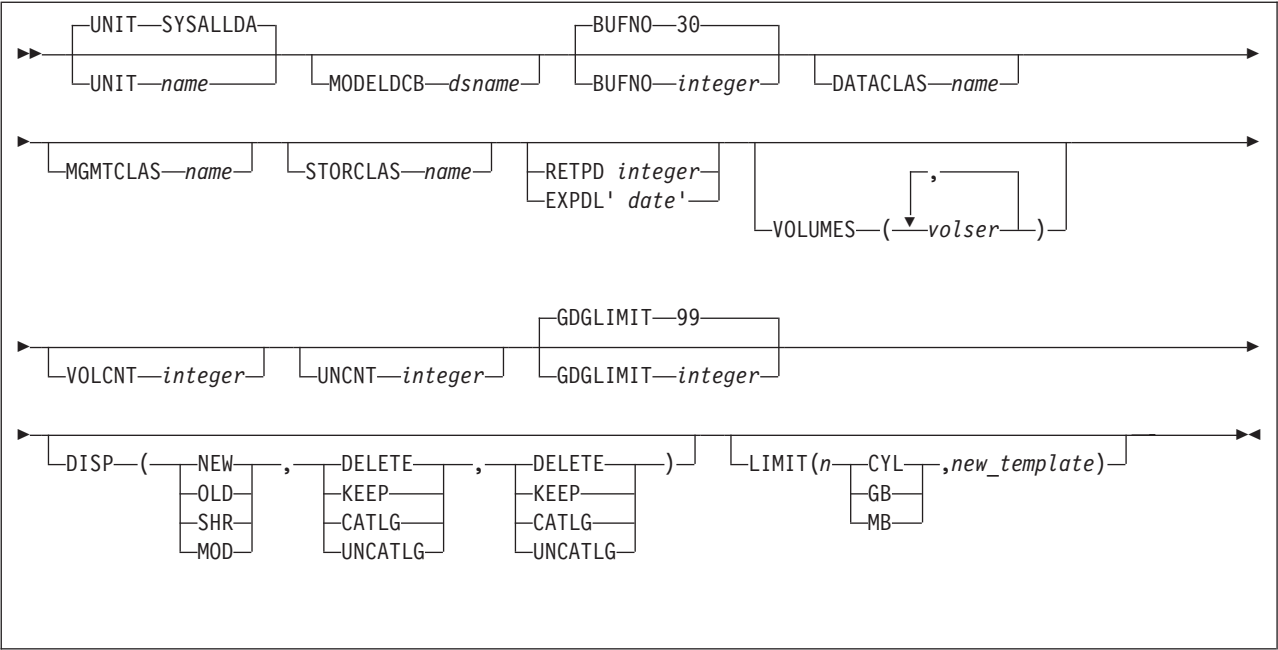 UNIT SYSALLDA BUFNO 30
UNIT name MODELDCB dsname BUFNO integer DATACLAS name
MGMTCLAS name STORCLAS name RETPD integer ,
EXPDL' date'
VOLUMES ( volser )
GDGLIMIT 99
VOLCNT integer UNCNT integer GDGLIMIT integer
DISP ( NEW , DELETE , DELETE ) LIMIT(n CYL ,new_template)
OLD KEEP KEEP GB
SHR CATLG CATLG MB
MOD UNCATLG UNCATLG